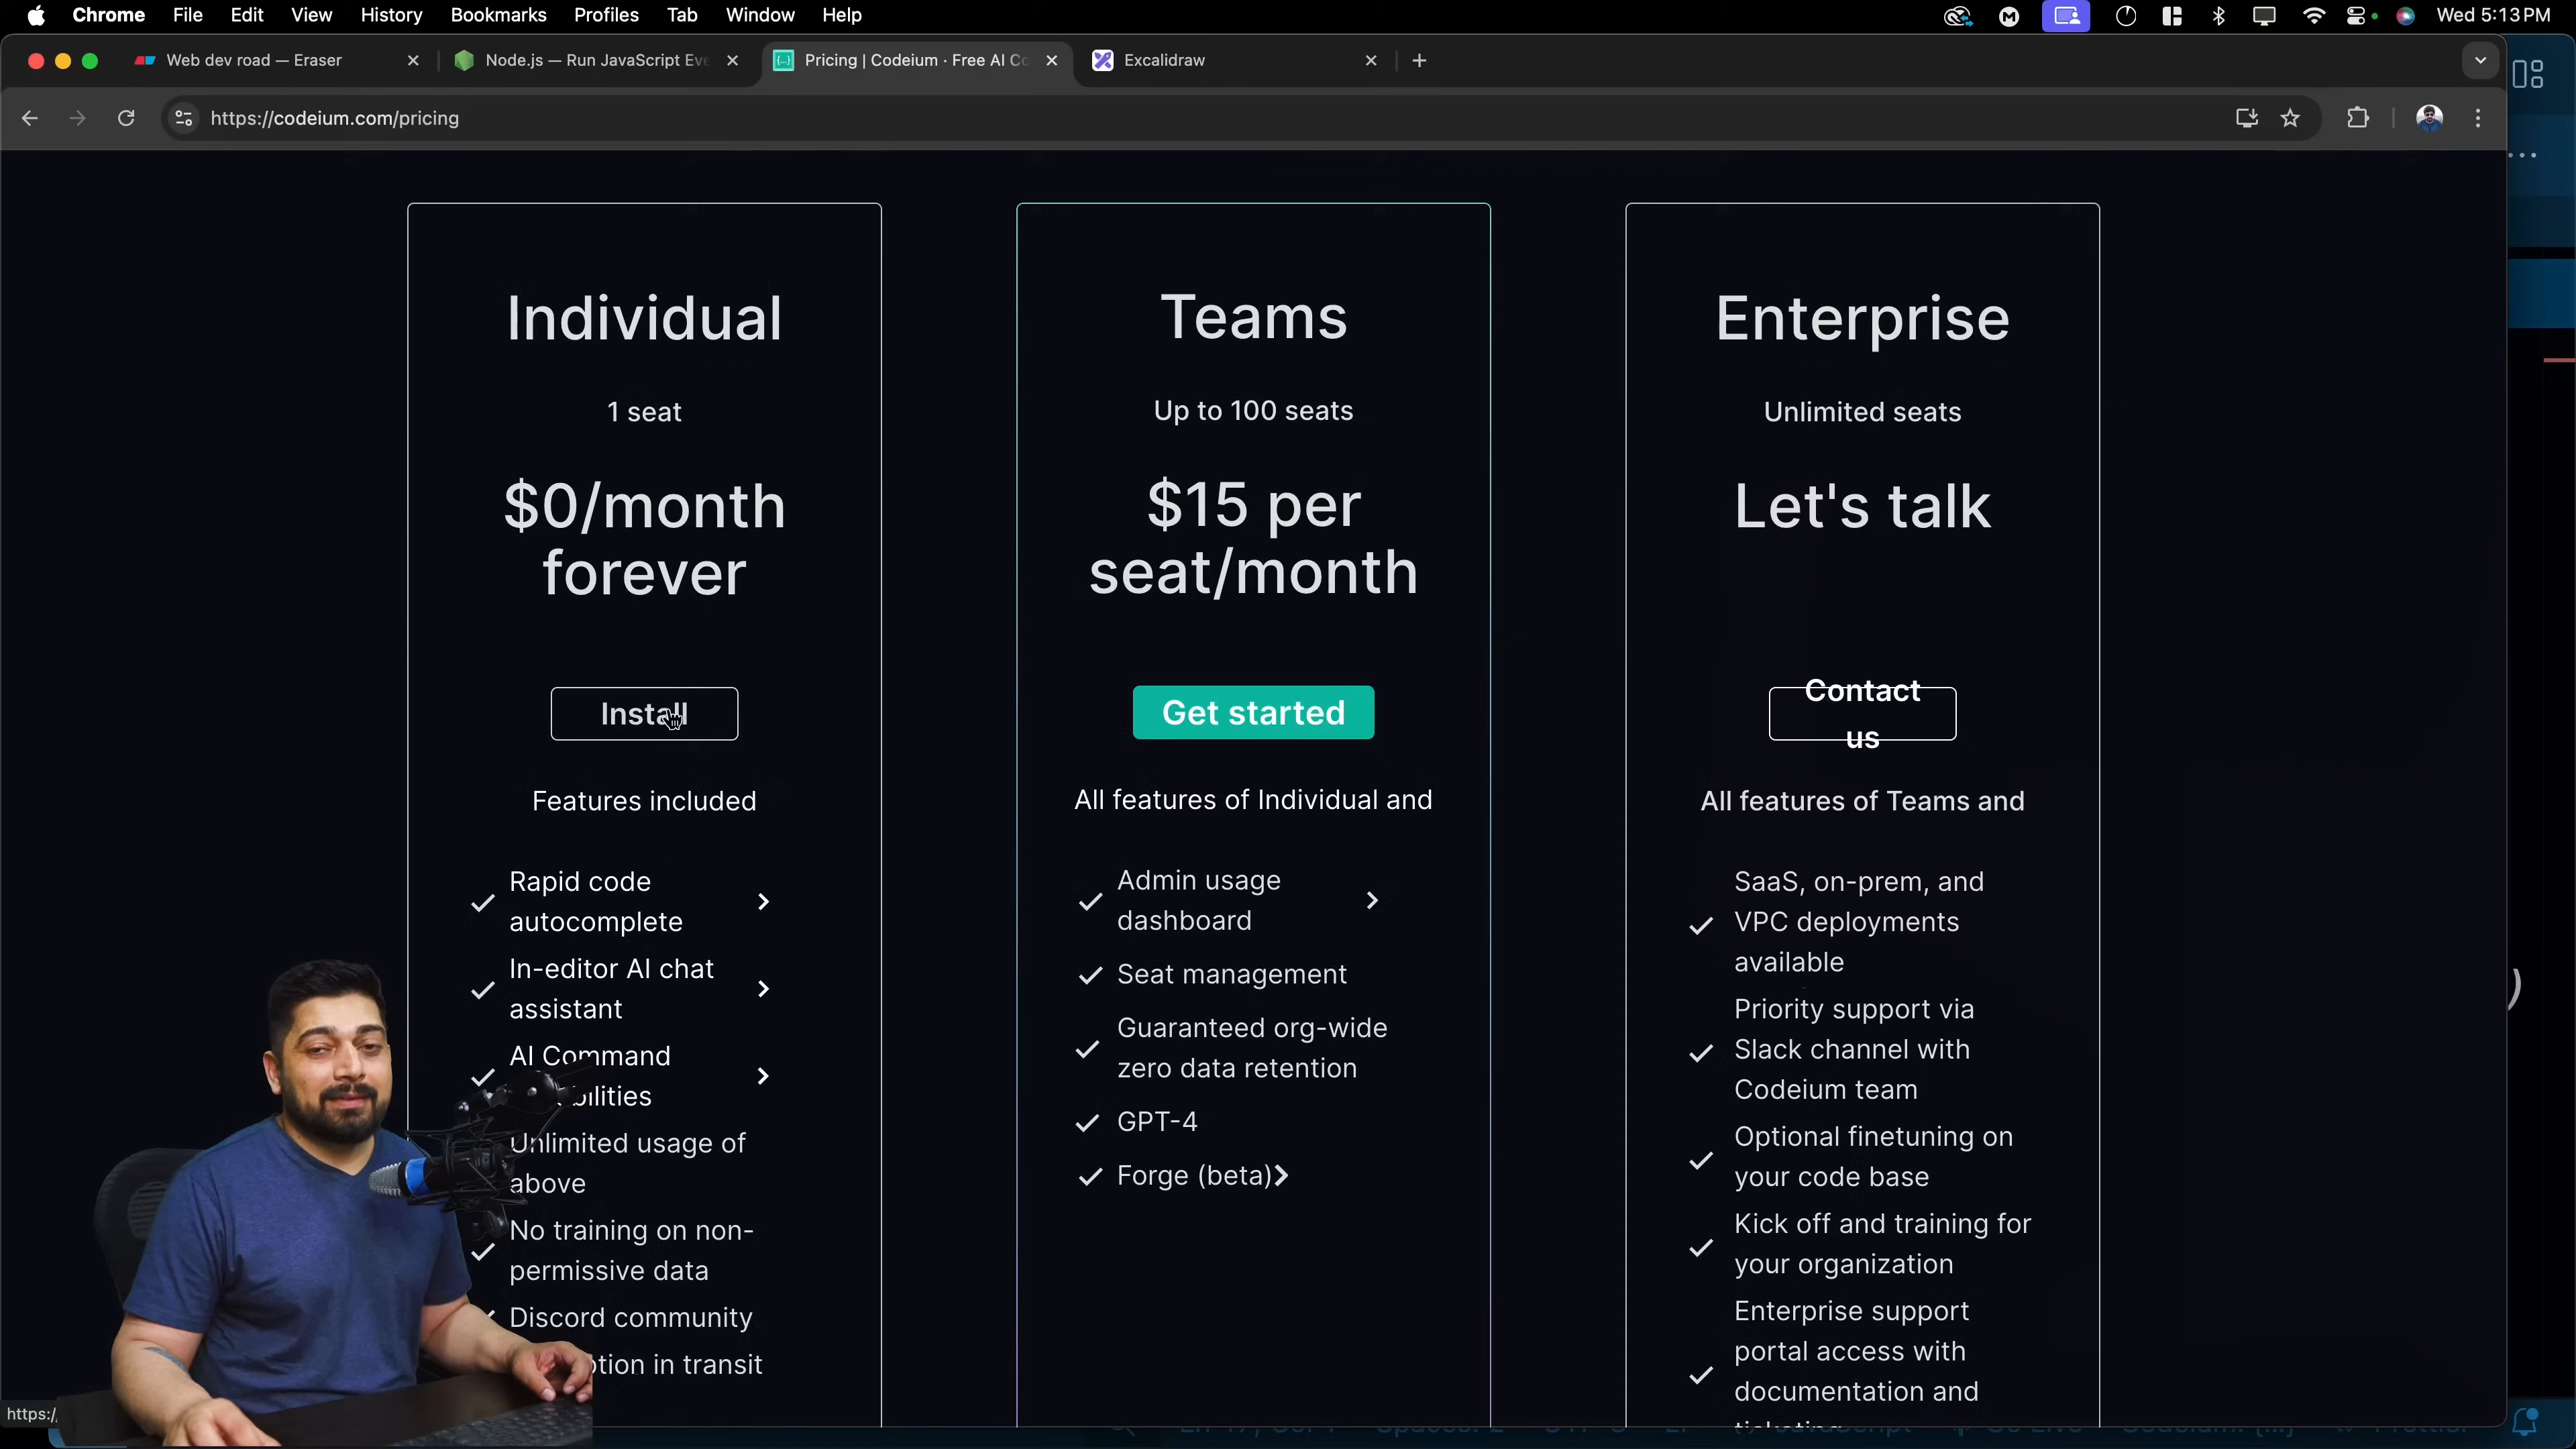 Chrome File Edit View History Bookmarks Profiles Tab Window Help
Wed 5:13 PM
Web dev road — Eraser
Node.js — Run JavaScript Eve
Pricing | Codeium · Free AI Co
Excalidraw
https://codeium.com/pricing
Individual
1 seat
$0/month
forever
Install
Features included
Rapid code
autocomplete
In-editor AI chat
assistant
AI Command
Unlimited usage of
above
No training on non-
permissive data
Discord community
in transit
Teams
Up to 100 seats
$15 per
seat/month
Get started
All features of Individual and
Admin usage
dashboard
Seat management
Guaranteed org-wide
zero data retention
GPT-4
Forge (beta)
Enterprise
Unlimited seats
Let's talk
Contact
us
All features of Teams and
SaaS, on-prem, and
VPC deployments
available
Priority support via
Slack channel with
Codeium team
Optional finetuning on
your code base
Kick off and training for
your organization
Enterprise support
portal access with
documentation and
https:/